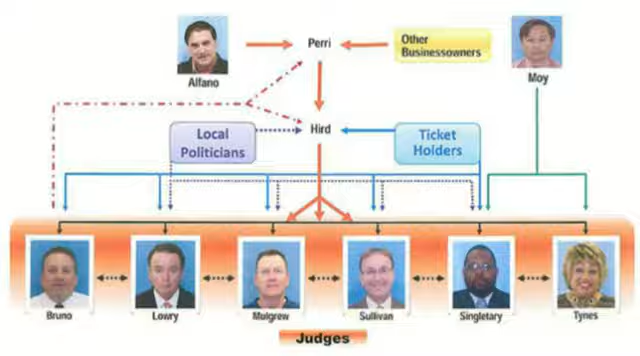 Alfano
Perri
Other
Businessowners
Moy
Local
Politicians
Hird
Ticket
Holders
Bruno
Lowry
Mulgrew
Sullivan
Singletary
Tynes
Judges